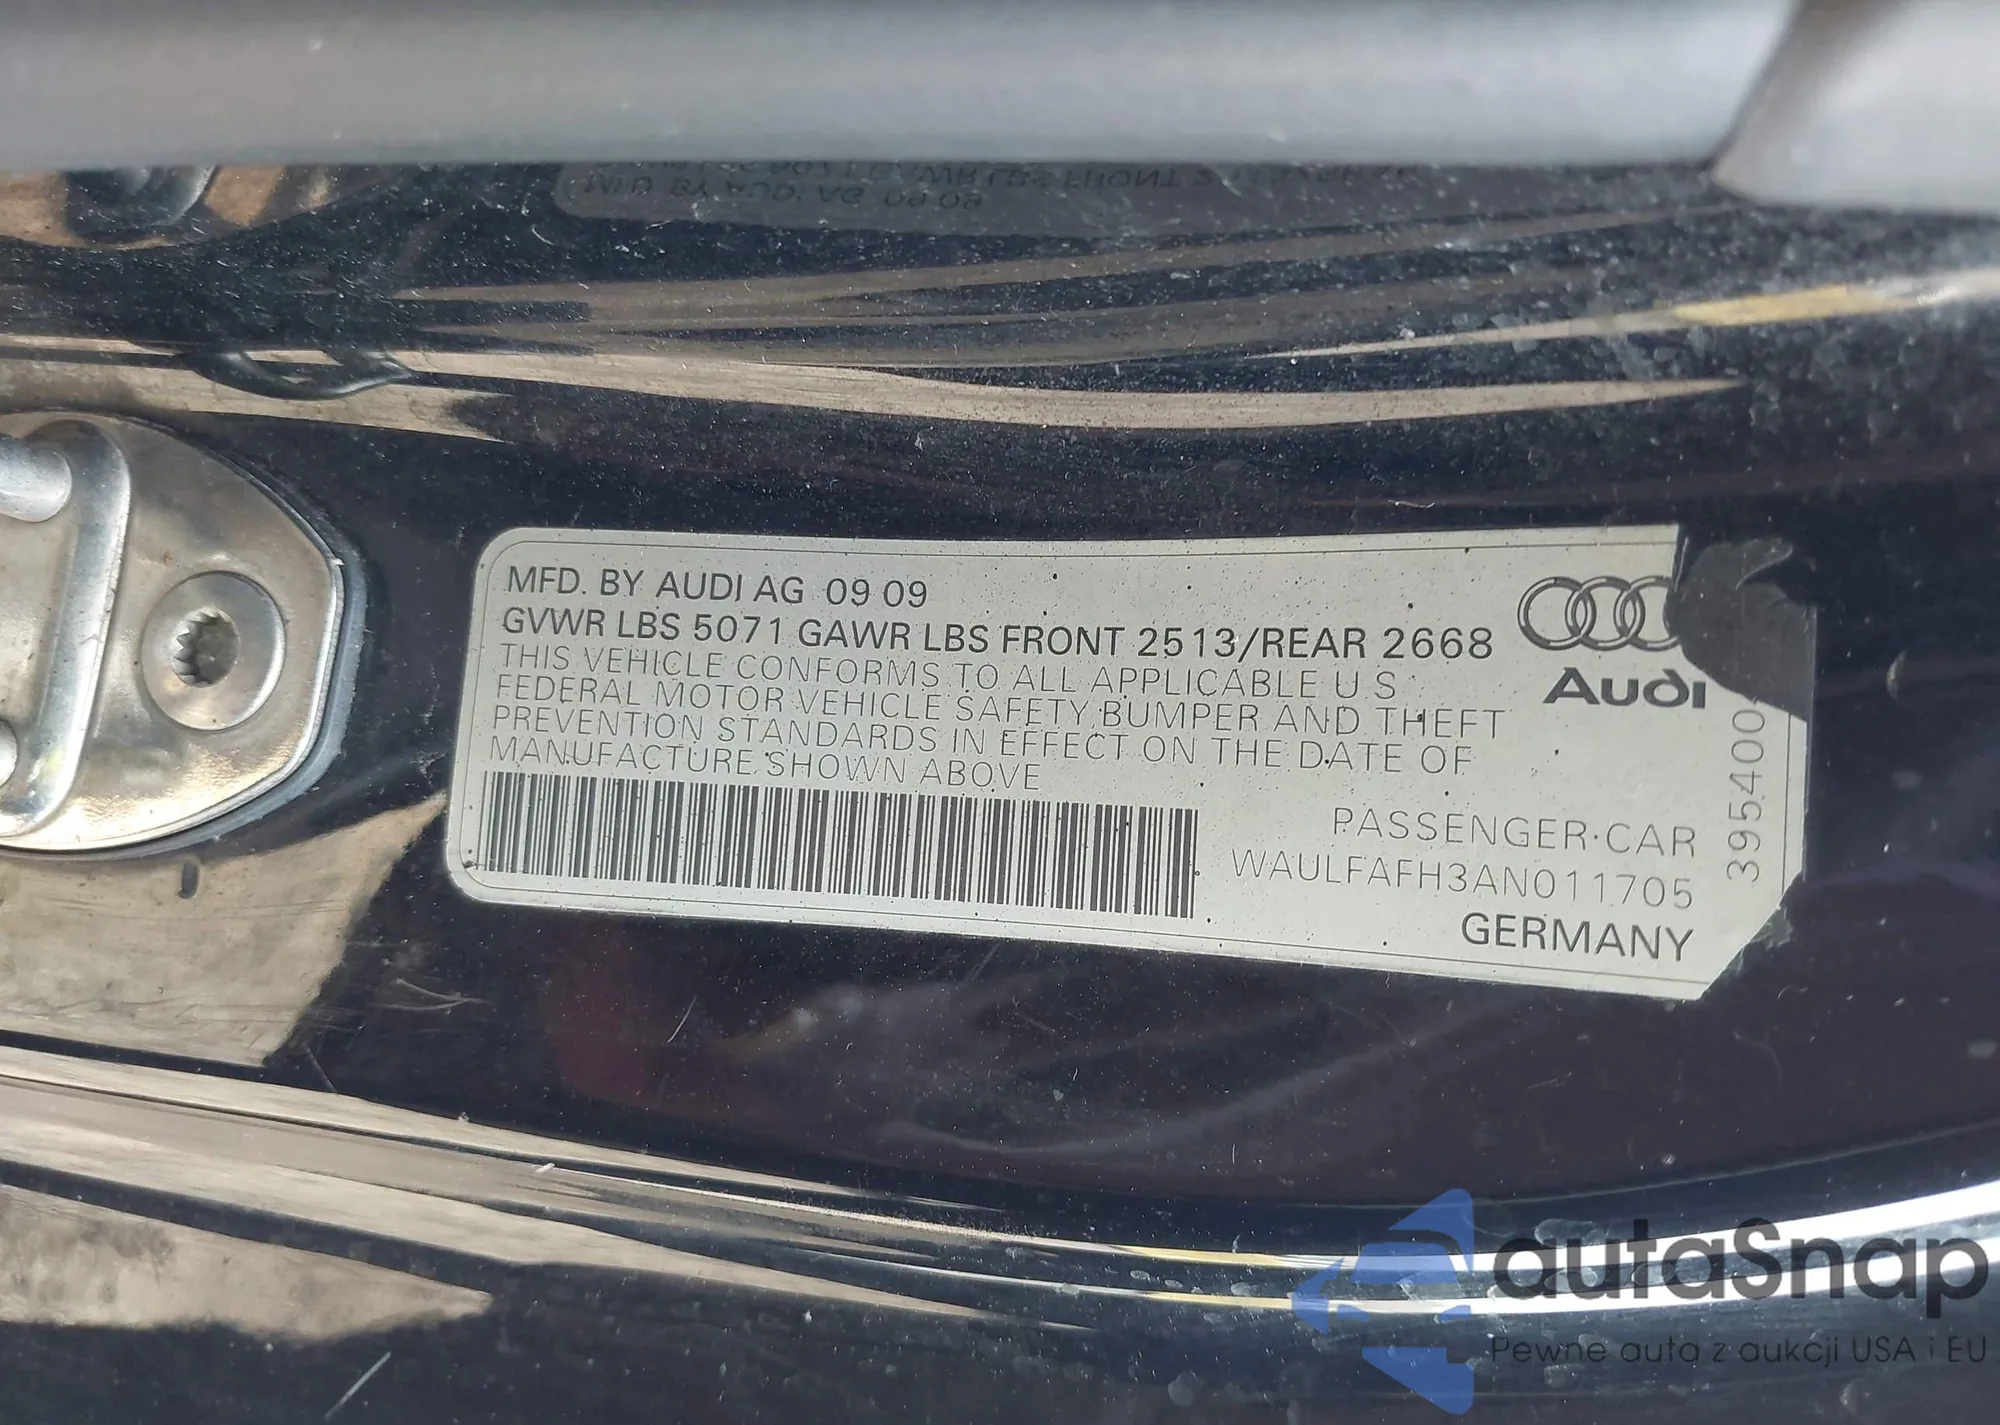 MFD. BY AUDI AG 09 09
GVWR LBS 5071 GAWR LBS FRONT 2513/REAR 2668
THIS VEHICLE CONFORMS TO ALL APPLICABLE U S
FEDERAL MOTOR VEHICLE SAFETY BUMPER AND THEFT
PREVENTION STANDARDS IN EFFECT ON THE DATE OF
MANUFACTURE SHOWN ABOVE
Audi
PASSENGER CAR
WAULFAFH3AN011705
GERMANY
395400
autaSnap
Pewne auta z aukcji USA i EU